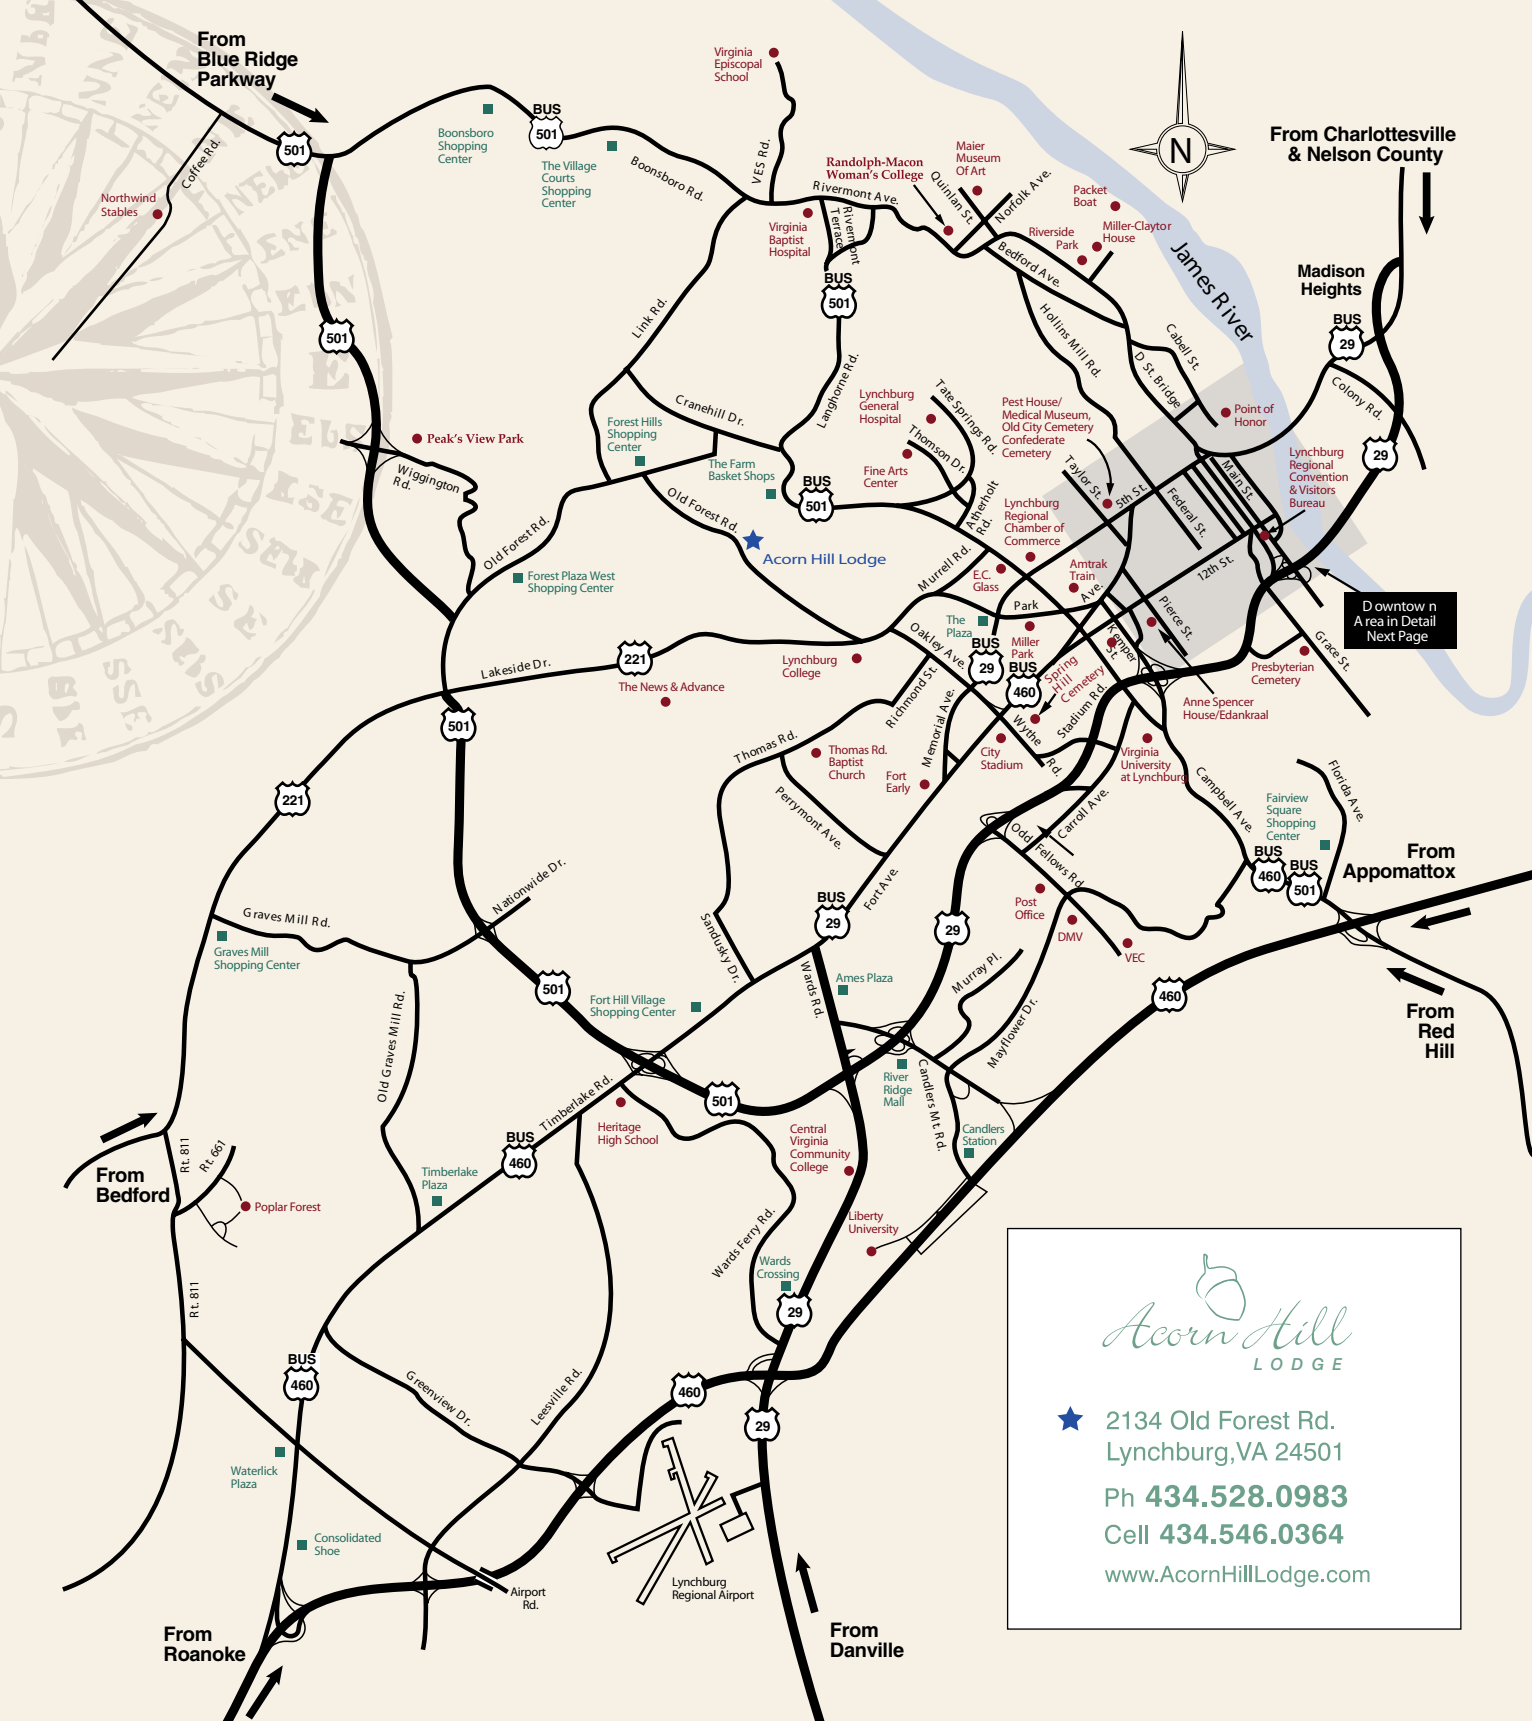 From
Blue Ridge
Parkway
501
Coffee Rd.
Northwind
Stables
Boonsboro
Shopping
Center
BUS
501
The Village
Courts
Shopping
Center
Boonsboro Rd.
Virginia
Episcopal
School
VES Rd.
Rivermont Ave.
Randolph-Macon
Woman's College
Quinlan St.
Maier
Museum
Of Art
Norfolk Ave.
Packet
Boat
Riverside
Park
Miller-Claytor
House
N
From Charlottesville
& Nelson County
Madison
Heights
James River
Virginia
Baptist
Hospital
Rivermont
Terrace
BUS
501
Bedford Ave.
Hollins Mill Rd.
Cabell St.
D St. Bridge
BUS
29
Colony Rd.
29
501
Link Rd.
Cranehill Dr.
Langhorne Rd.
Lynchburg
General
Hospital
Tate Springs Rd.
Thomson Dr.
Fine Arts
Center
Pest House/
Medical Museum,
Old City Cemetery
Confederate
Cemetery
Point of
Honor
Lynchburg
Regional
Convention
& Visitors
Bureau
Main St.
Taylor St.
5th St.
Federal St.
12th St.
Peak's View Park
Wiggington
Rd.
Forest Hills
Shopping
Center
The Farm
Basket Shops
BUS
501
Old Forest Rd.
Old Forest Rd.
Acorn Hill Lodge
Forest Plaza West
Shopping Center
Atherholt
Rd.
Lynchburg
Regional
Chamber of
Commerce
Murrell Rd.
E.C.
Glass
Amtrak
Train
Park
Ave.
Pierce St.
Downtown
Area in Detail
Next Page
Grace St.
Presbyterian
Cemetery
Anne Spencer
House/Edankraal
The
Plaza
Miller
Park
Kemper
St.
Oakley Ave.
BUS
29
BUS
460
Spring
Hill
Cemetery
Stadium Rd.
Wythe
Rd.
City
Stadium
Lakeside Dr.
221
The News & Advance
Lynchburg
College
Richmond St.
Memorial Ave.
501
221
Thomas Rd.
Thomas Rd.
Baptist
Church
Fort
Early
Perrymont Ave.
Virginia
University
at Lynchburg
Campbell Ave.
Carroll Ave.
Odd
Fellows Rd.
Florida Ave.
Fairview
Square
Shopping
Center
BUS
460
BUS
501
From
Appomattox
From
Red
Hill
Post
Office
DMV
VEC
Fort Ave.
BUS
29
29
Graves Mill Rd.
Nationwide Dr.
Graves Mill
Shopping Center
Sandusky Dr.
Wards Rd.
Ames Plaza
Murray Pl.
Mayflower Dr.
460
501
Fort Hill Village
Shopping Center
Old Graves Mill Rd.
Timberlake Rd.
501
River
Ridge
Mall
Candlers Mt Rd.
Candlers
Station
Heritage
High School
Central
Virginia
Community
College
BUS
460
From
Bedford
Rt. 811
Rt. 661
Poplar Forest
Timberlake
Plaza
Liberty
University
Wards Ferry Rd.
Wards
Crossing
29
Rt. 811
BUS
460
Greenview Dr.
Leesville Rd.
460
29
Waterlick
Plaza
Consolidated
Shoe
Airport
Rd.
Lynchburg
Regional Airport
From
Roanoke
From
Danville
Acorn Hill
LODGE
2134 Old Forest Rd.
Lynchburg,VA 24501
Ph 434.528.0983
Cell 434.546.0364
www.AcornHillLodge.com